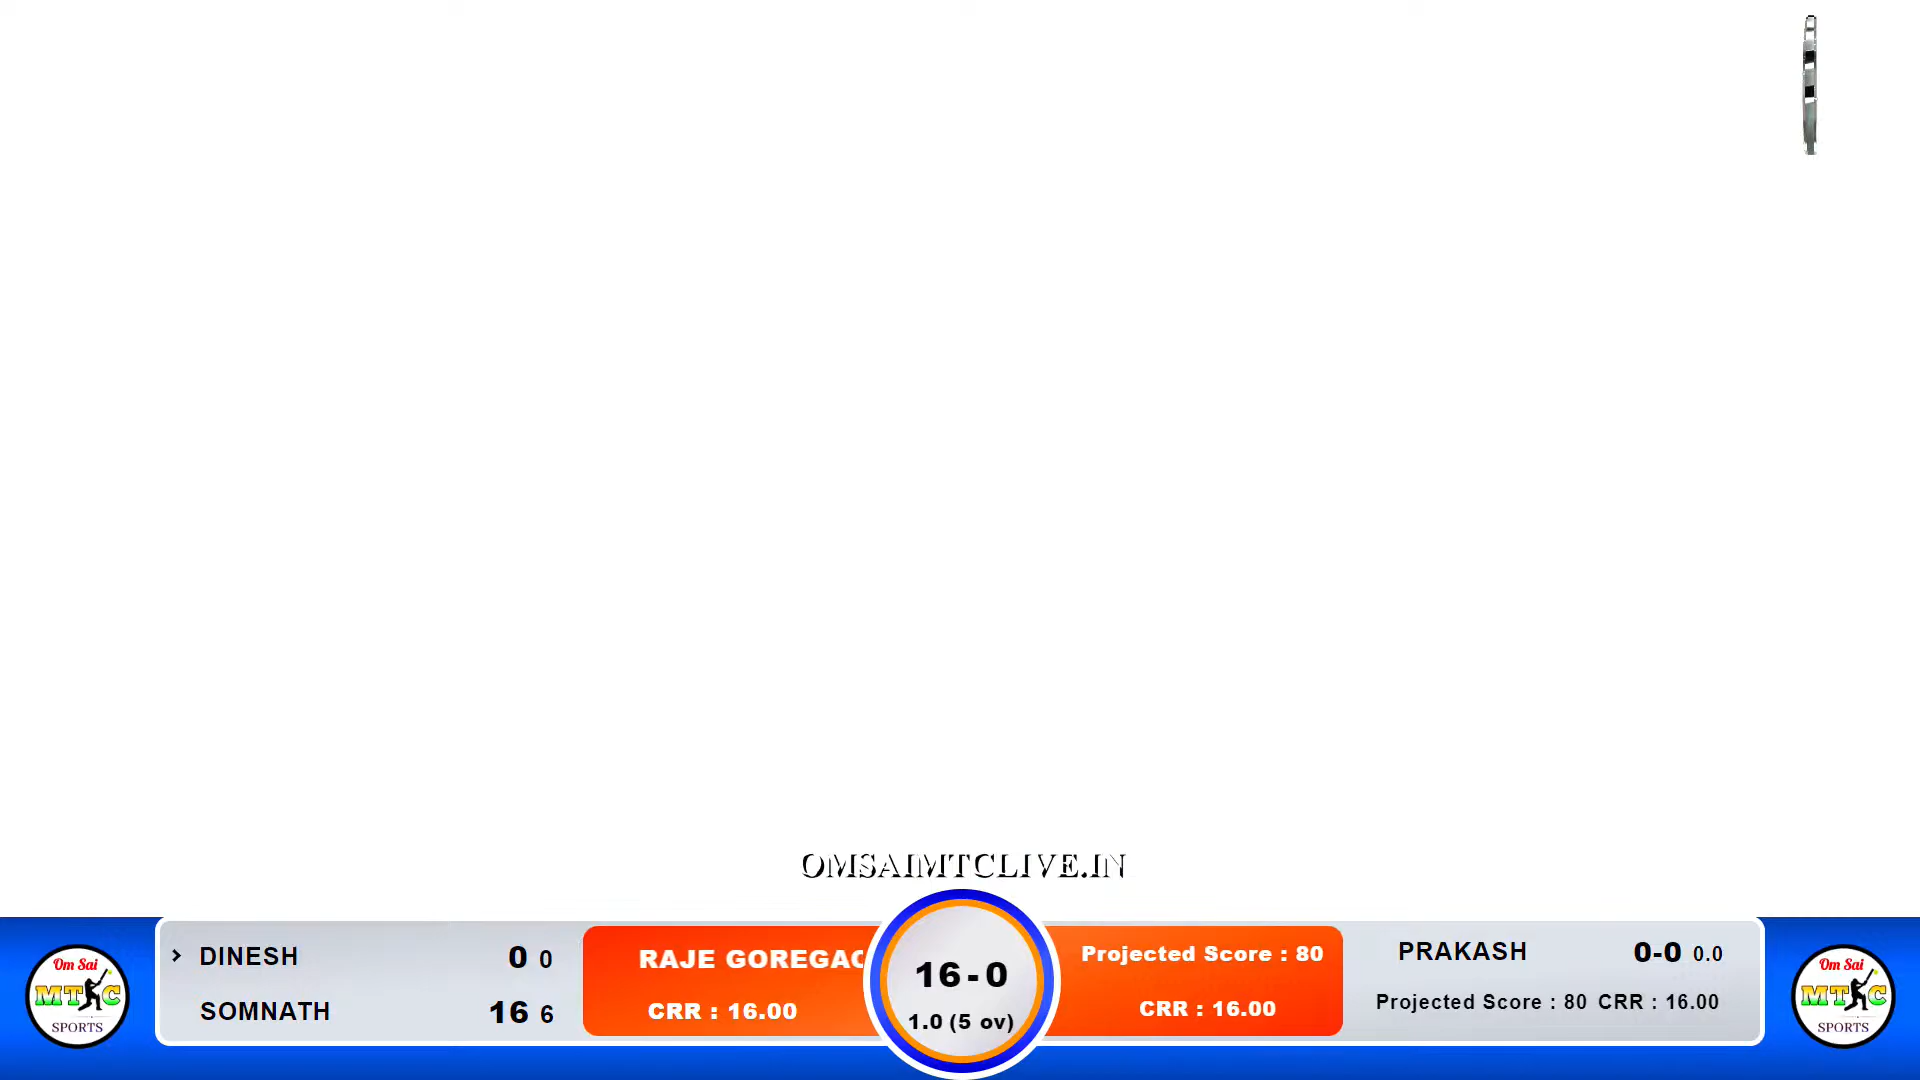 OMSAIMTCLIVE.IN
Om Sai
MTC
SPORTS
> DINESH 0 0
SOMNATH 16 6
RAJE GOREGAO
CRR : 16.00
16-0
1.0 (5 ov)
Projected Score : 80
CRR : 16.00
PRAKASH 0-0 0.0
Projected Score : 80 CRR : 16.00
Om Sai
MTC
SPORTS